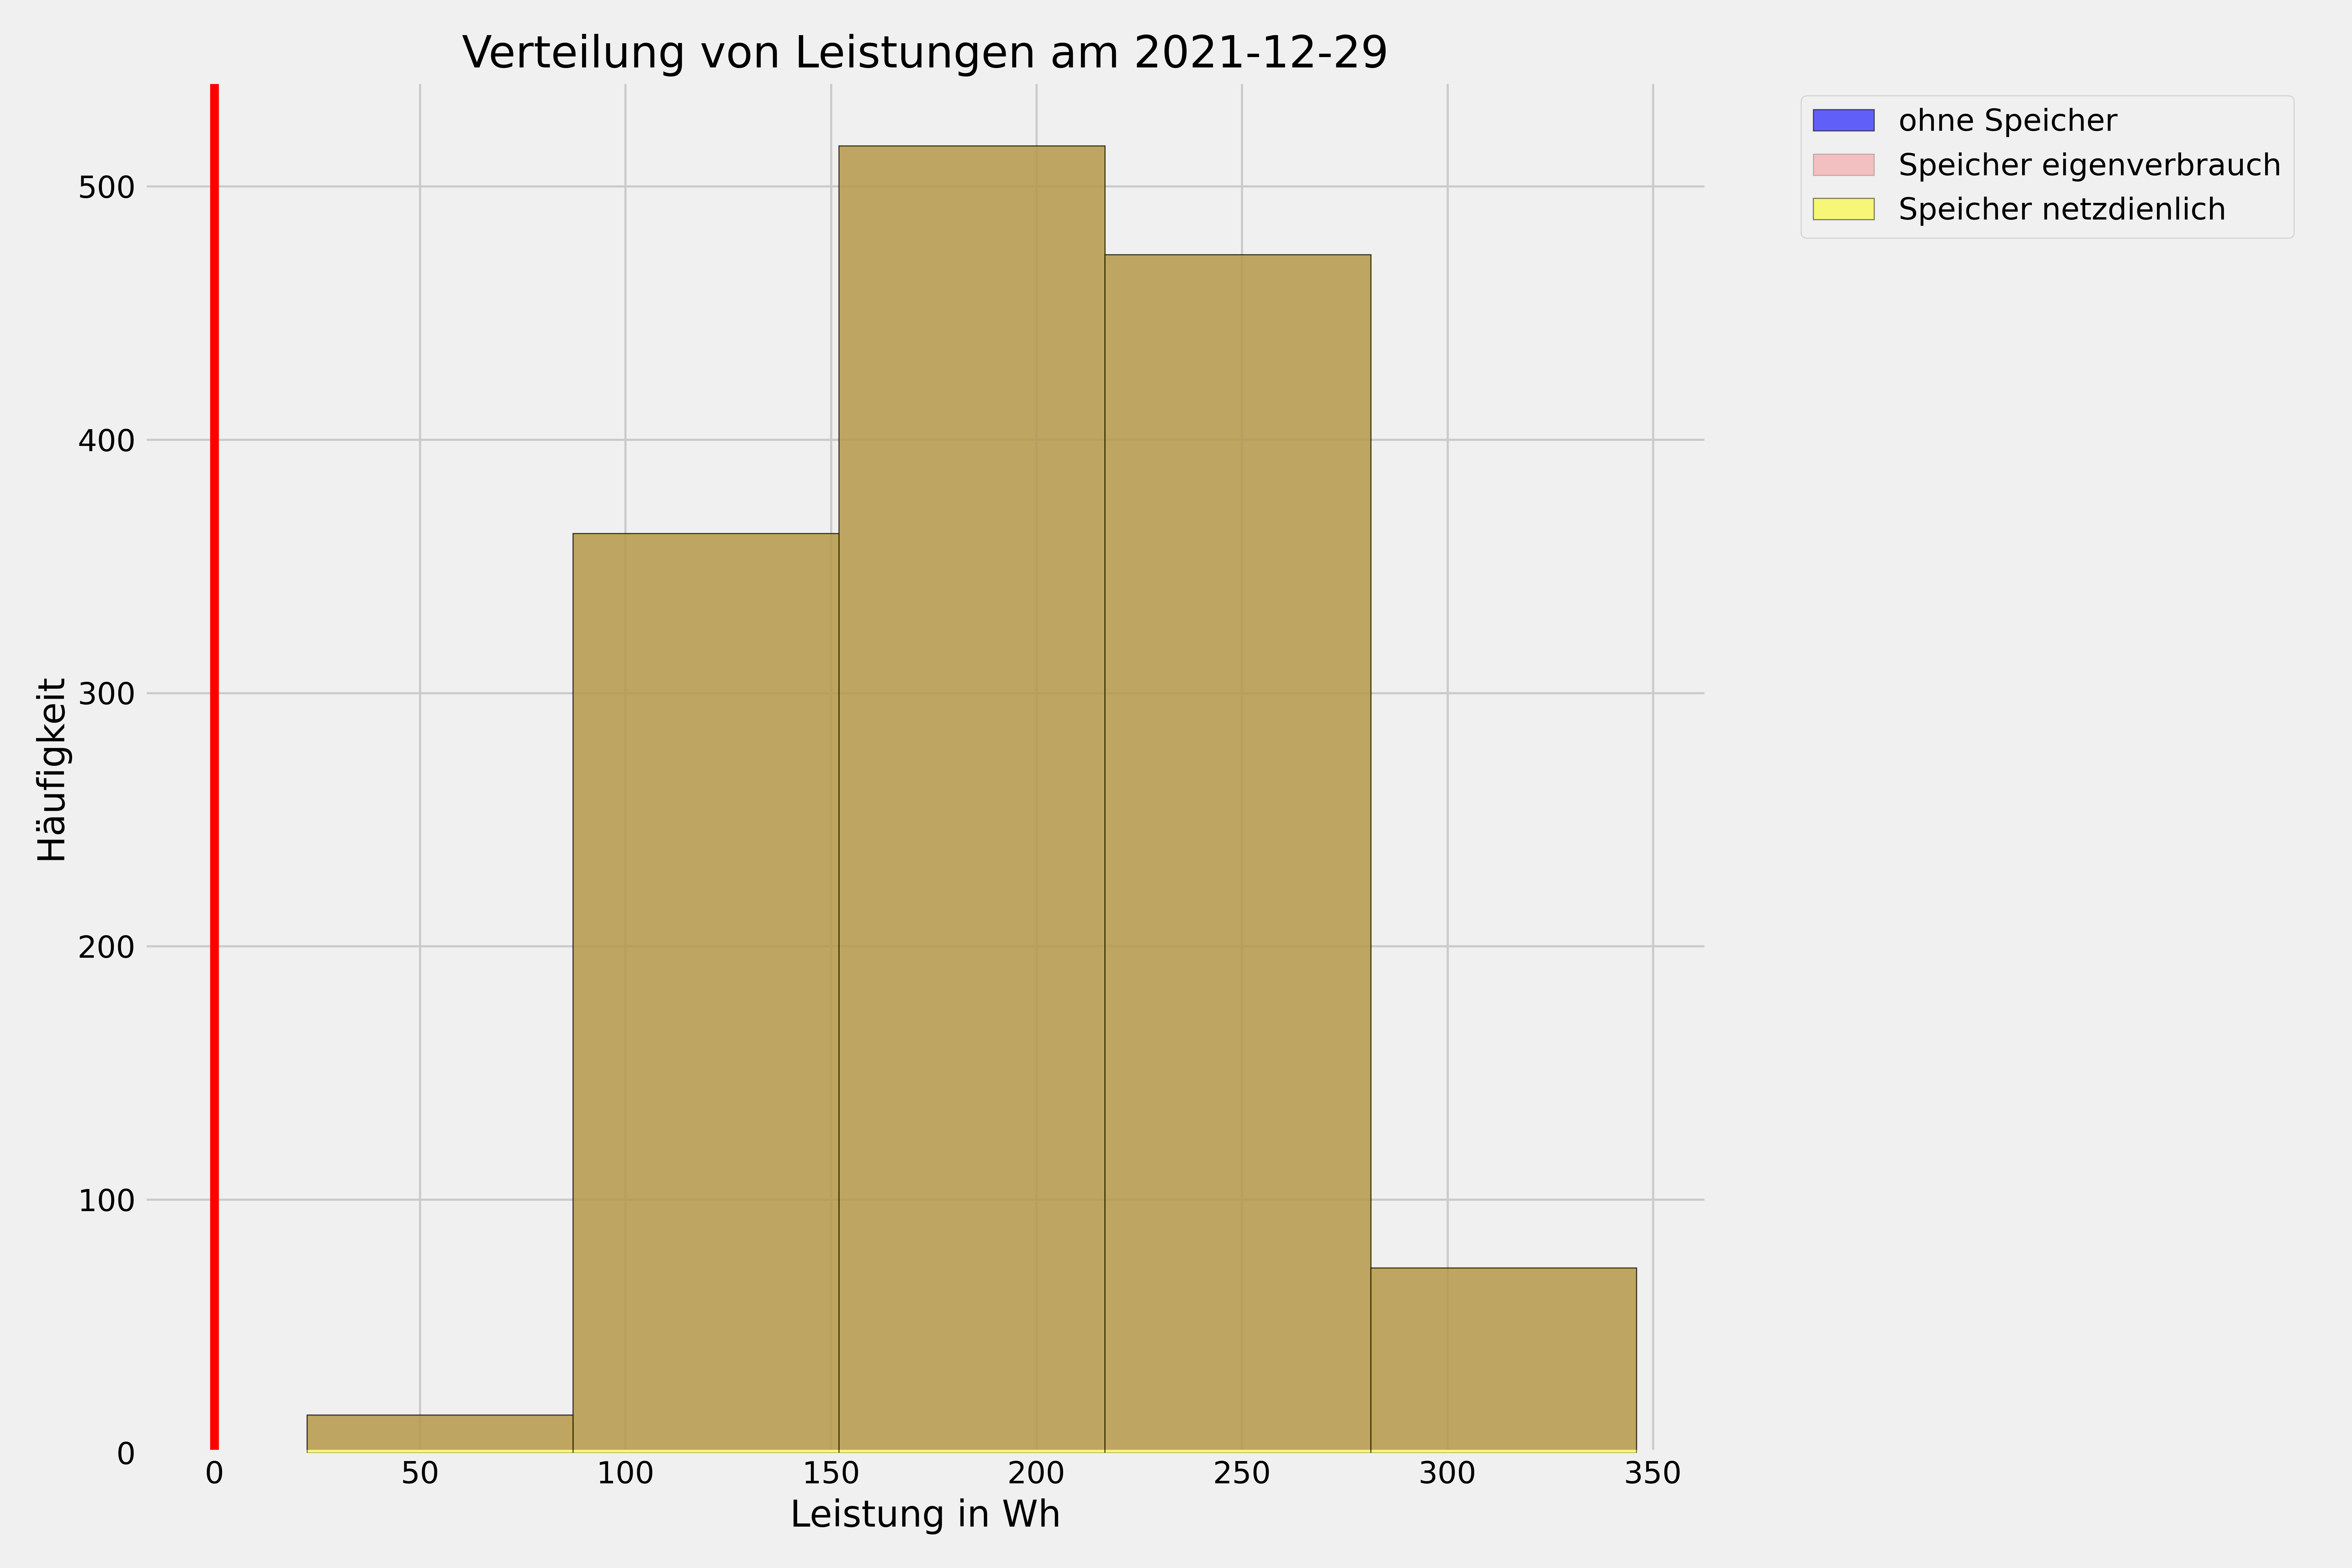 Verteilung von Leistungen am 2021-12-29
ohne Speicher
Speicher eigenverbrauch
Speicher netzdienlich
Häufigkeit
500
400
300
200
100
0
0 50 100 150 200 250 300 350
Leistung in Wh